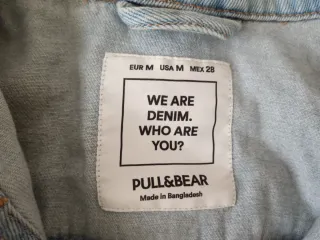 EUR M USA M MEX 28
WE ARE
DENIM.
WHO ARE
YOU?
PULL&BEAR
Made in Bangladesh